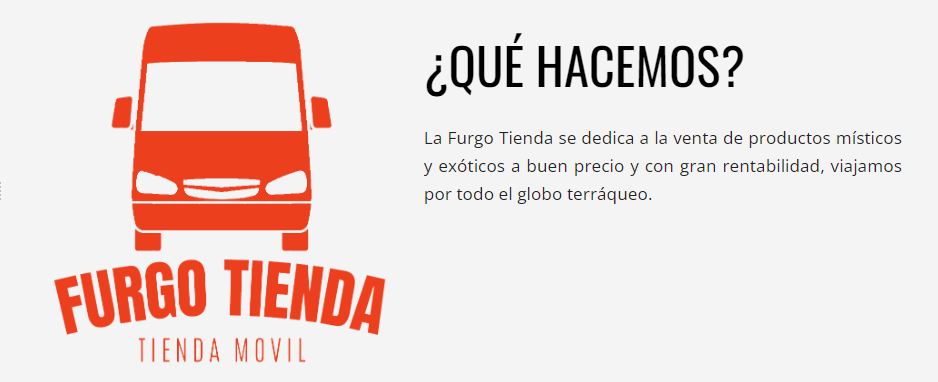 ¿QUÉ HACEMOS?
La Furgo Tienda se dedica a la venta de productos místicos
y exóticos a buen precio y con gran rentabilidad, viajamos
por todo el globo terráqueo.
FURGO TIENDA
TIENDA MOVIL